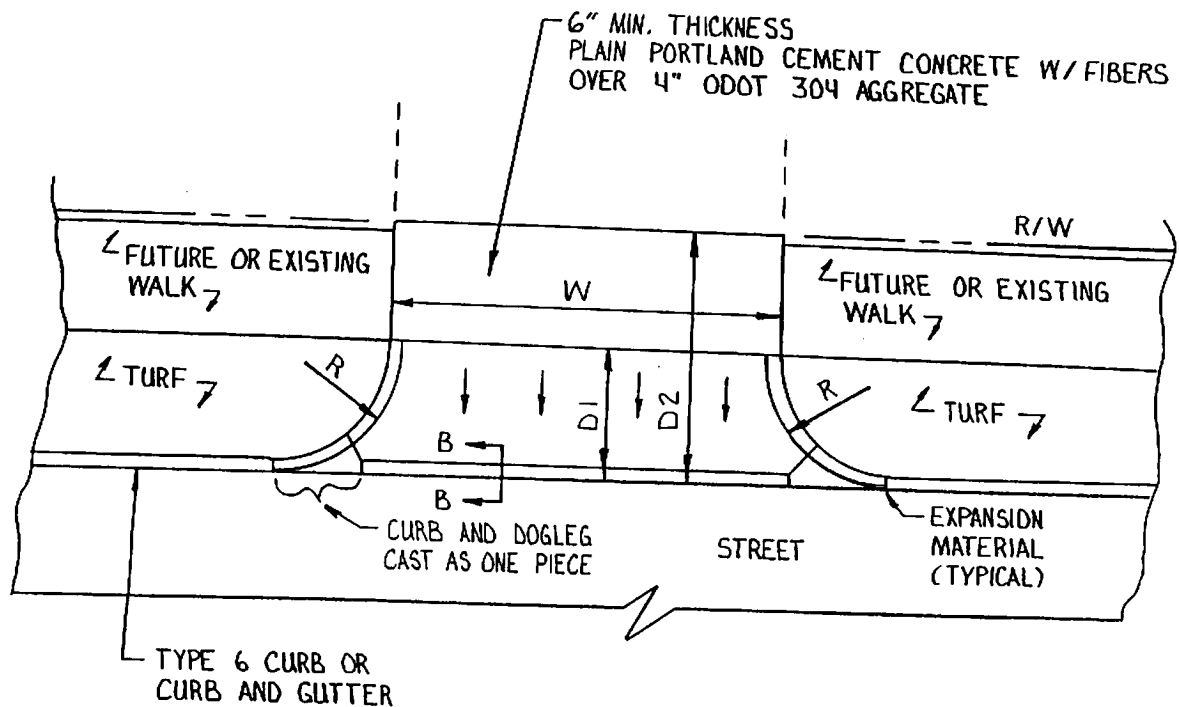 6" MIN. THICKNESS
PLAIN PORTLAND CEMENT CONCRETE W/ FIBERS
OVER 4" ODOT 304 AGGREGATE
R/W
FUTURE OR EXISTING
WALK
W
FUTURE OR EXISTING
WALK
TURF
R
D1
D2
R
TURF
B
B
CURB AND DOGLEG
CAST AS ONE PIECE
STREET
EXPANSION
MATERIAL
(TYPICAL)
TYPE 6 CURB OR
CURB AND GUTTER